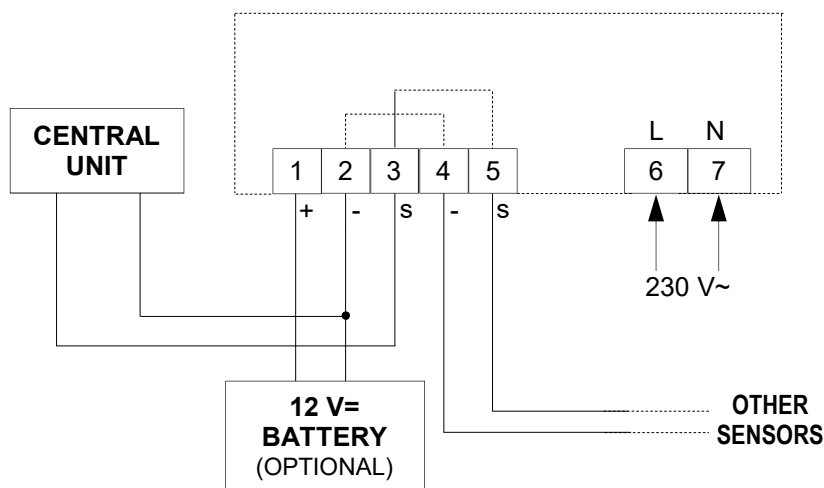 CENTRAL
UNIT
L N
1 2 3 4 5 6 7
+ - s - s
230 V~
12 V=
BATTERY
(OPTIONAL)
OTHER
SENSORS